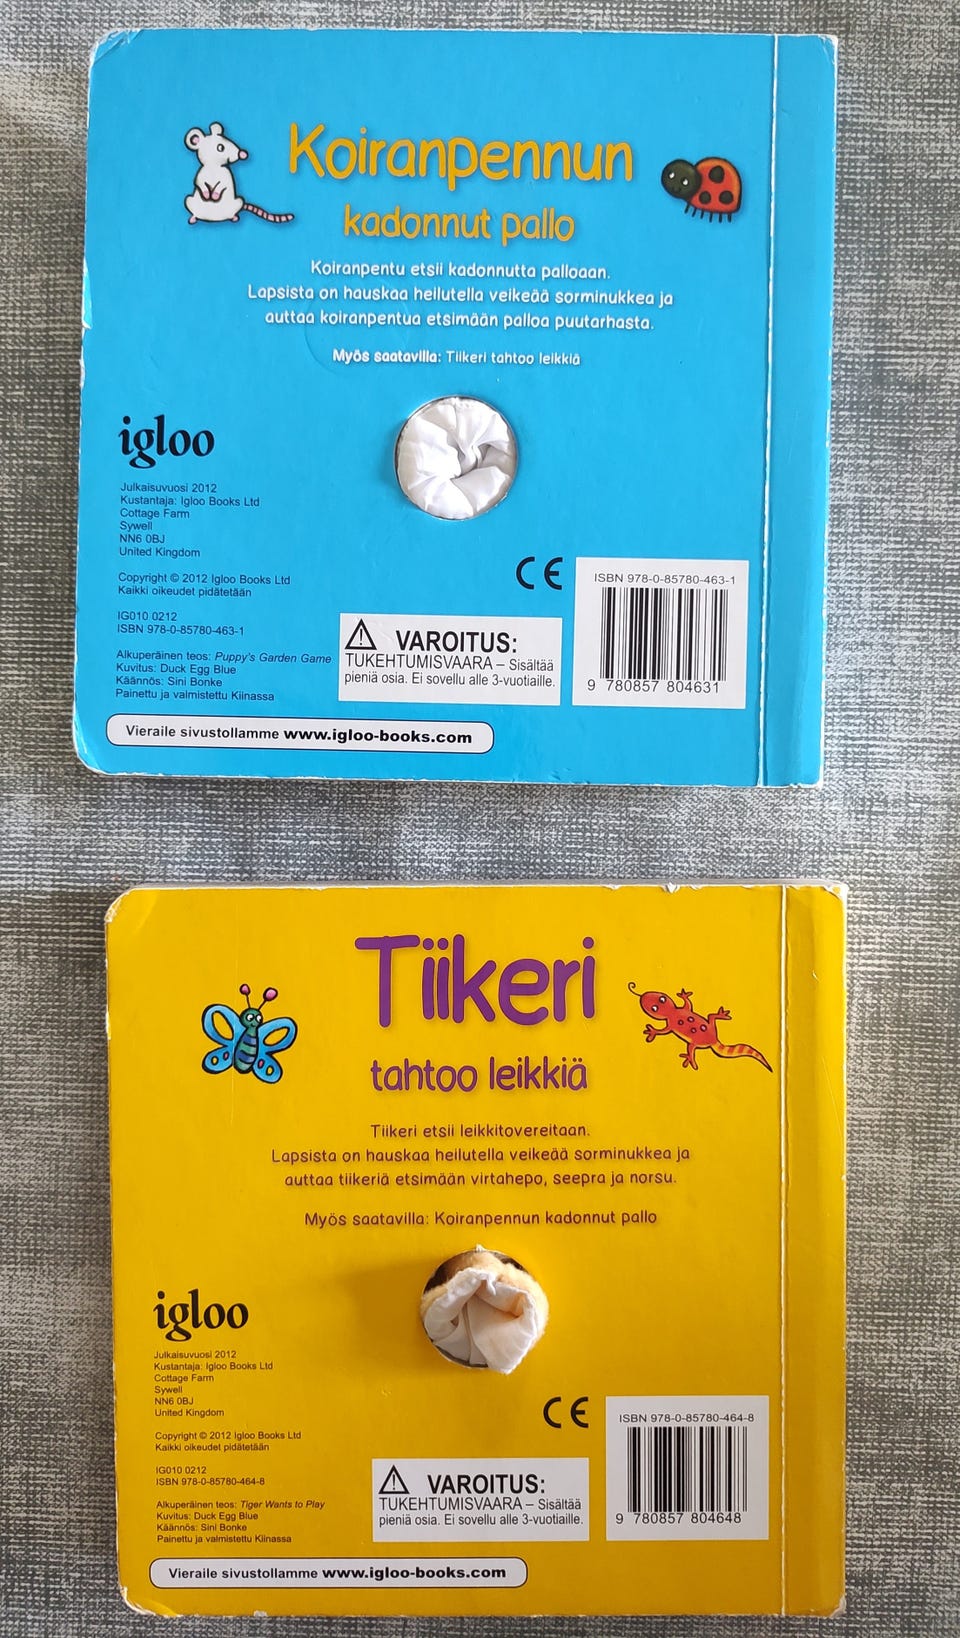 Koiranpennun
kadonnut pallo
Koiranpentu etsii kadonnutta palloaan.
Lapsista on hauskaa heilutella veikeää sorminukkea ja
auttaa koiranpentua etsimään palloa puutarhasta.
Myös saatavilla: Tiikeri tahtoo leikkiä
igloo
Julkaisuvuosi 2012
Kustantaja: Igloo Books Ltd
Cottage Farm
Sywell
NN6 0BJ
United Kingdom
Copyright © 2012 Igloo Books Ltd
Kaikki oikeudet pidätetään
IG010 0212
ISBN 978-0-85780-463-1
Alkuperäinen teos: Puppy's Garden Game
Kuvitus: Duck Egg Blue
Käännös: Sini Bonke
Painettu ja valmistettu Kiinassa
Vieraile sivustollamme www.igloo-books.com
CE
VAROITUS:
TUKEHTUMISVAARA – Sisältää
pieniä osia. Ei sovellu alle 3-vuotiaille.
ISBN 978-0-85780-463-1
9 780857 804631
Tiikeri
tahtoo leikkiä
Tiikeri etsii leikkitovereitaan.
Lapsista on hauskaa heilutella veikeää sorminukkea ja
auttaa tiikeriä etsimään virtahepo, seepra ja norsu.
Myös saatavilla: Koiranpennun kadonnut pallo
igloo
Julkaisuvuosi 2012
Kustantaja: Igloo Books Ltd
Cottage Farm
Sywell
NN6 0BJ
United Kingdom
Copyright © 2012 Igloo Books Ltd
Kaikki oikeudet pidätetään
IG010 0212
ISBN 978-0-85780-464-8
Alkuperäinen teos: Tiger Wants to Play
Kuvitus: Duck Egg Blue
Käännös: Sini Bonke
Painettu ja valmistettu Kiinassa
Vieraile sivustollamme www.igloo-books.com
CE
VAROITUS:
TUKEHTUMISVAARA – Sisältää
pieniä osia. Ei sovellu alle 3-vuotiaille.
ISBN 978-0-85780-464-8
9 780857 804648